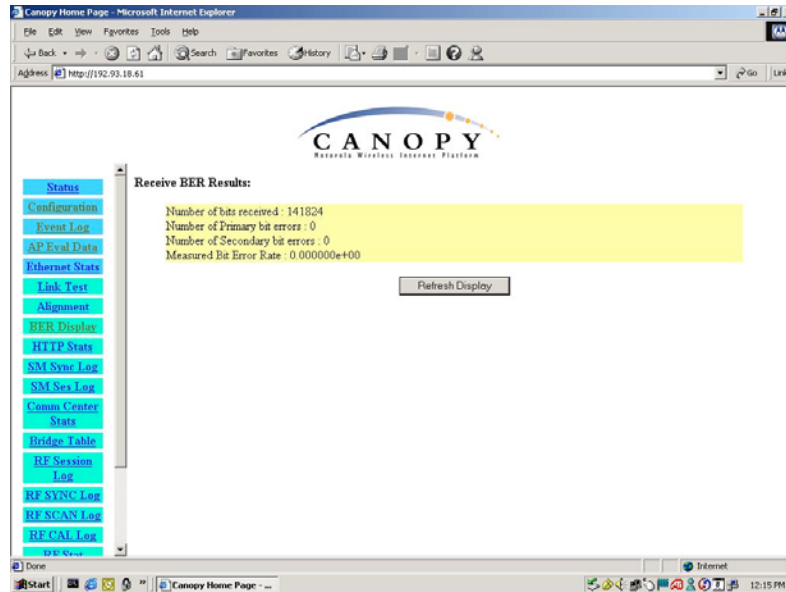 Canopy Home Page - Microsoft Internet Explorer
File Edit View Favorites Tools Help
Back Search Favorites History
Address http://192.93.18.61 Go
CANOPY
Motorola Wireless Internet Platform
Status
Configuration
Event Log
AP Eval Data
Ethernet Stats
Link Test
Alignment
BER Display
HTTP Stats
SM Sync Log
SM Ses Log
Comm Center
Stats
Bridge Table
RF Session
Log
RF SYNC Log
RF SCAN Log
RF CAL Log
RF Stat
Receive BER Results:
Number of bits received : 141824
Number of Primary bit errors : 0
Number of Secondary bit errors : 0
Measured Bit Error Rate : 0.000000e+00
Refresh Display
Done Internet
Start Canopy Home Page - ... 12:15 PM